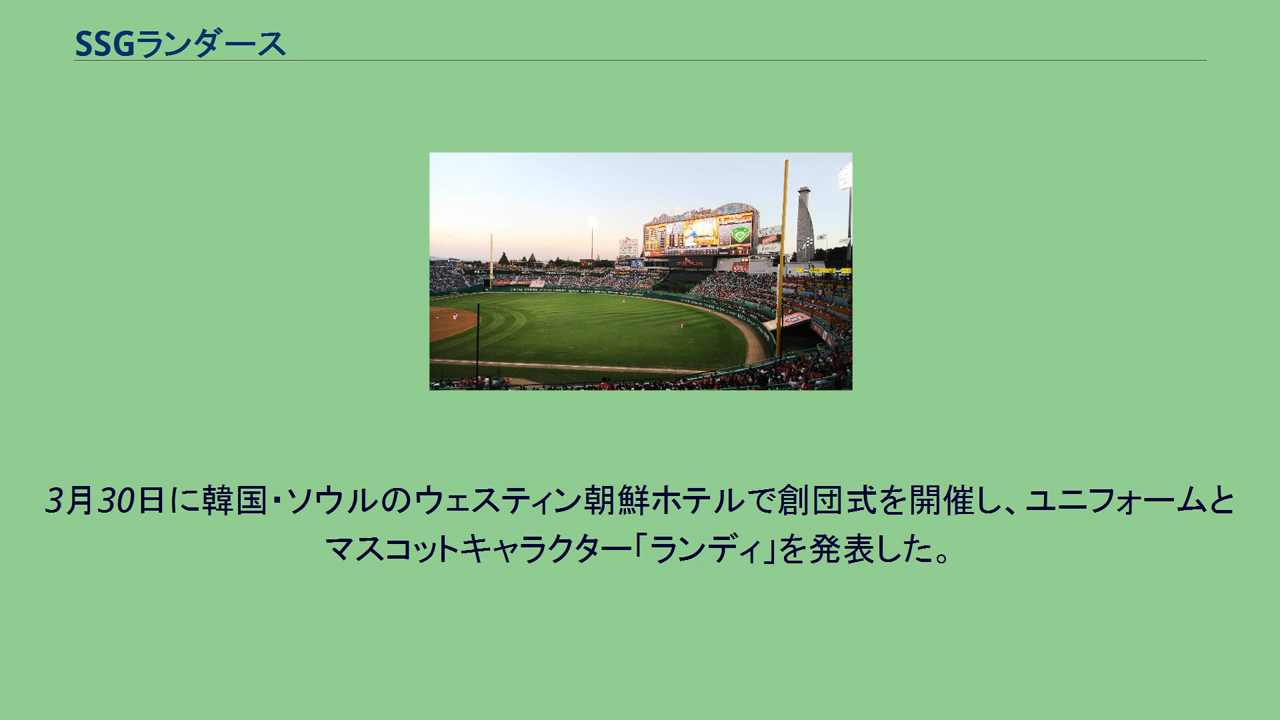 SSGランダース
3月30日に韓国・ソウルのウェスティン朝鮮ホテルで創団式を開催し、ユニフォームと
マスコットキャラクター「ランディ」を発表した。